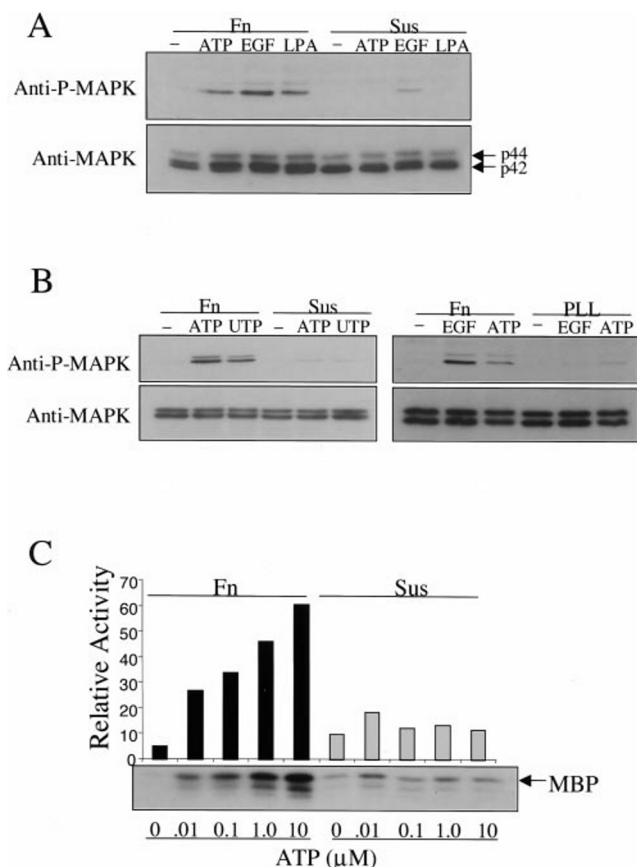 A
Fn Sus
– ATP EGF LPA – ATP EGF LPA
Anti-P-MAPK
Anti-MAPK
p44
p42
B
Fn Sus Fn PLL
– ATP UTP – ATP UTP – EGF ATP – EGF ATP
Anti-P-MAPK
Anti-MAPK
C
Fn Sus
Relative Activity
70
60
50
40
30
20
10
0
MBP
0 .01 0.1 1.0 10 0 .01 0.1 1.0 10
ATP (μM)